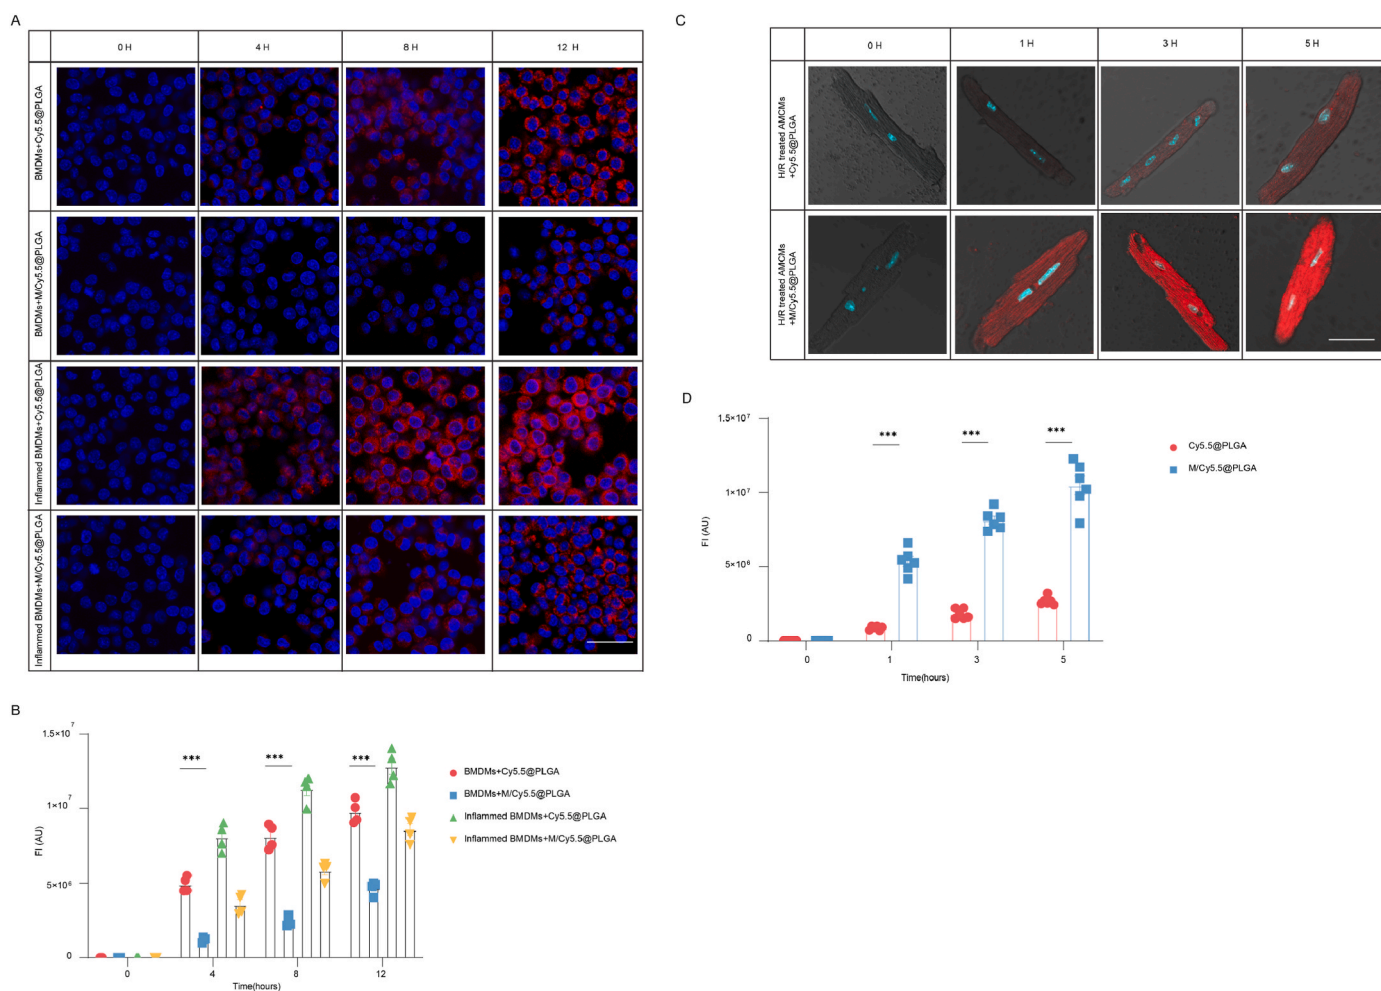 A
0 H
4 H
8 H
12 H
BMDMs+Cy5.5@PLGA
BMDMs+M/Cy5.5@PLGA
Inflammed BMDMs+Cy5.5@PLGA
Inflammed BMDMs+M/Cy5.5@PLGA
B
1.5×10⁷
1×10⁷
5×10⁶
0
FI (AU)
***
***
***
0
4
8
12
Time(hours)
BMDMs+Cy5.5@PLGA
BMDMs+M/Cy5.5@PLGA
Inflammed BMDMs+Cy5.5@PLGA
Inflammed BMDMs+M/Cy5.5@PLGA
C
0 H
1 H
3 H
5 H
H/R treated AMCMs
+Cy5.5@PLGA
H/R treated AMCMs
+M/Cy5.5@PLGA
D
1.5×10⁷
1×10⁷
5×10⁶
0
FI (AU)
***
***
***
0
1
3
5
Time(hours)
Cy5.5@PLGA
M/Cy5.5@PLGA